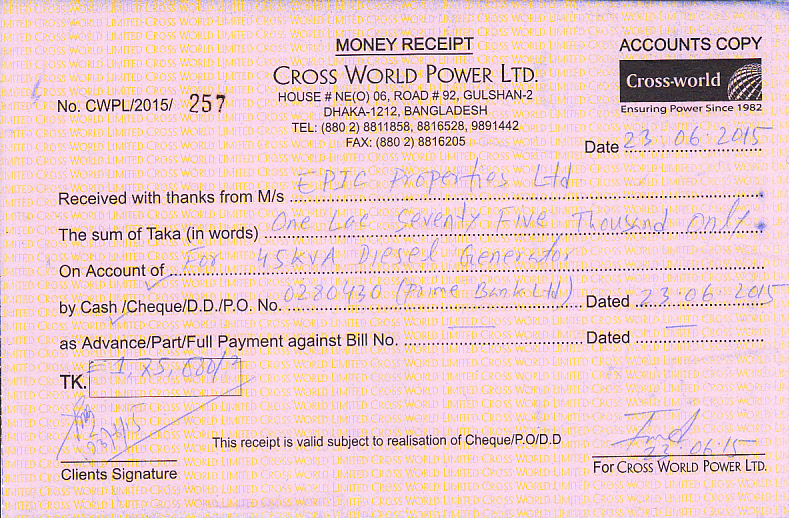 MONEY RECEIPT
ACCOUNTS COPY
CROSS WORLD POWER LTD.
Cross-world
Ensuring Power Since 1982
No. CWPL/2015/ 257
HOUSE # NE(O) 06, ROAD # 92, GULSHAN-2
DHAKA-1212, BANGLADESH
TEL: (880 2) 8811858, 8816528, 9891442
FAX: (880 2) 8816205
Date 23.06.2015
Received with thanks from M/s EPIC Properties Ltd
The sum of Taka (in words) One Lac Seventy Five Thousand Only.
On Account of For 45kVA Diesel Generator
by Cash /Cheque/D.D./P.O. No. 0280430 (Prime Bank Ltd) Dated 23.06.2015
as Advance/Part/Full Payment against Bill No. — Dated —
TK. 1,75,000/=
This receipt is valid subject to realisation of Cheque/P.O/D.D
23.06.15
Clients Signature
For CROSS WORLD POWER LTD.